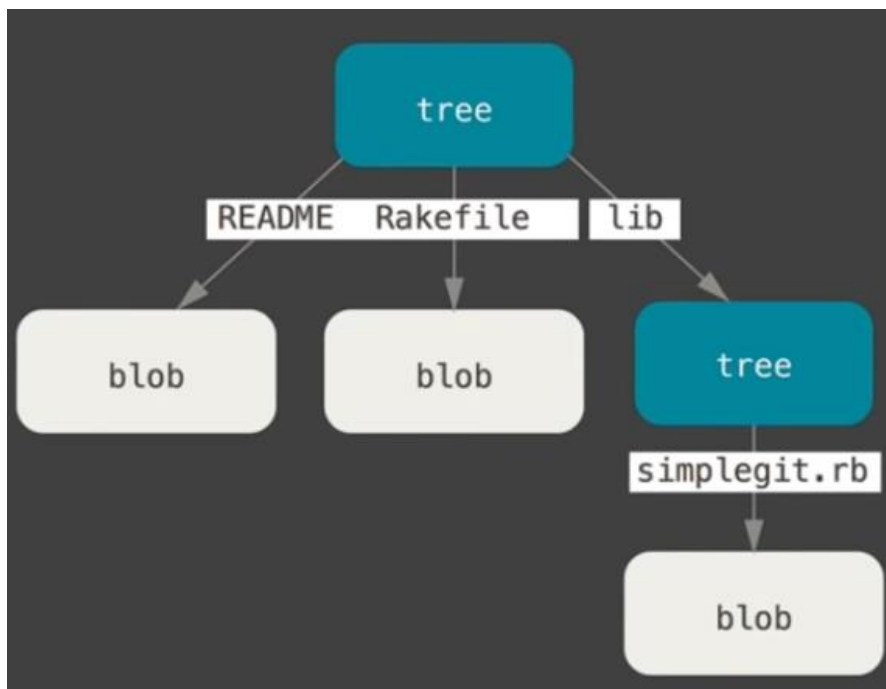 tree
README Rakefile lib
blob blob tree
simplegit.rb
blob